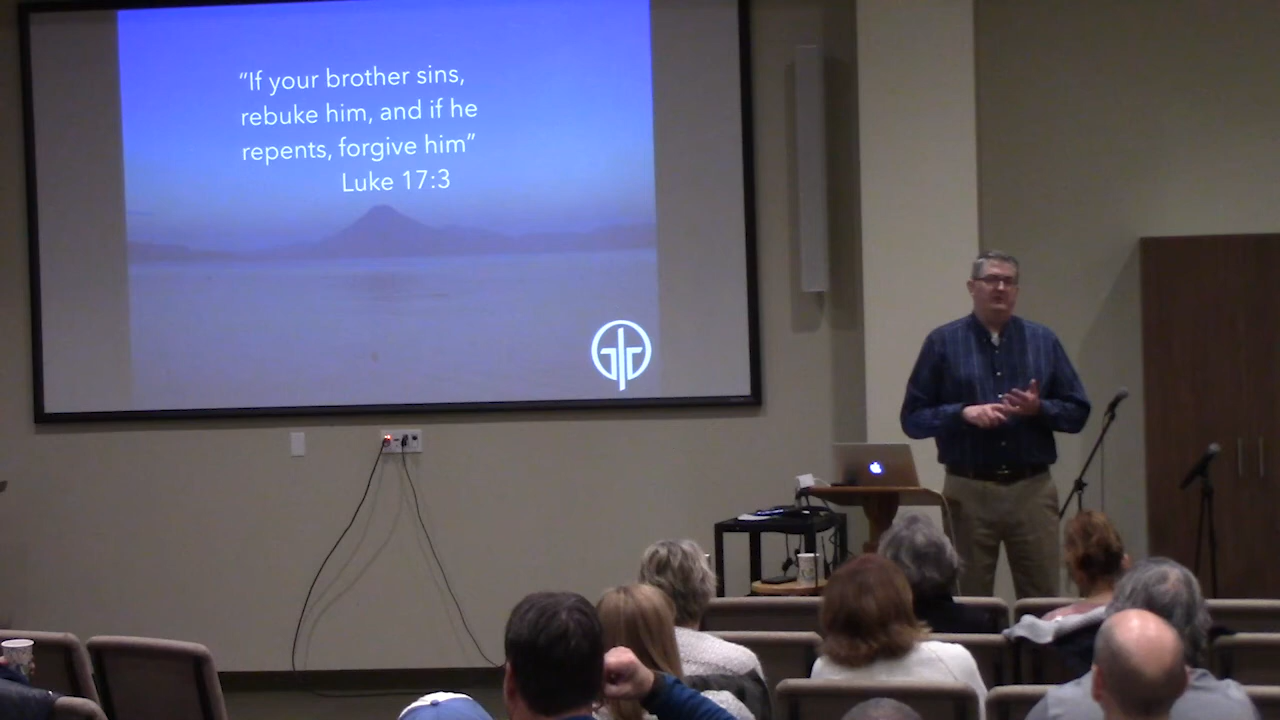 “If your brother sins,
rebuke him, and if he
repents, forgive him”
Luke 17:3